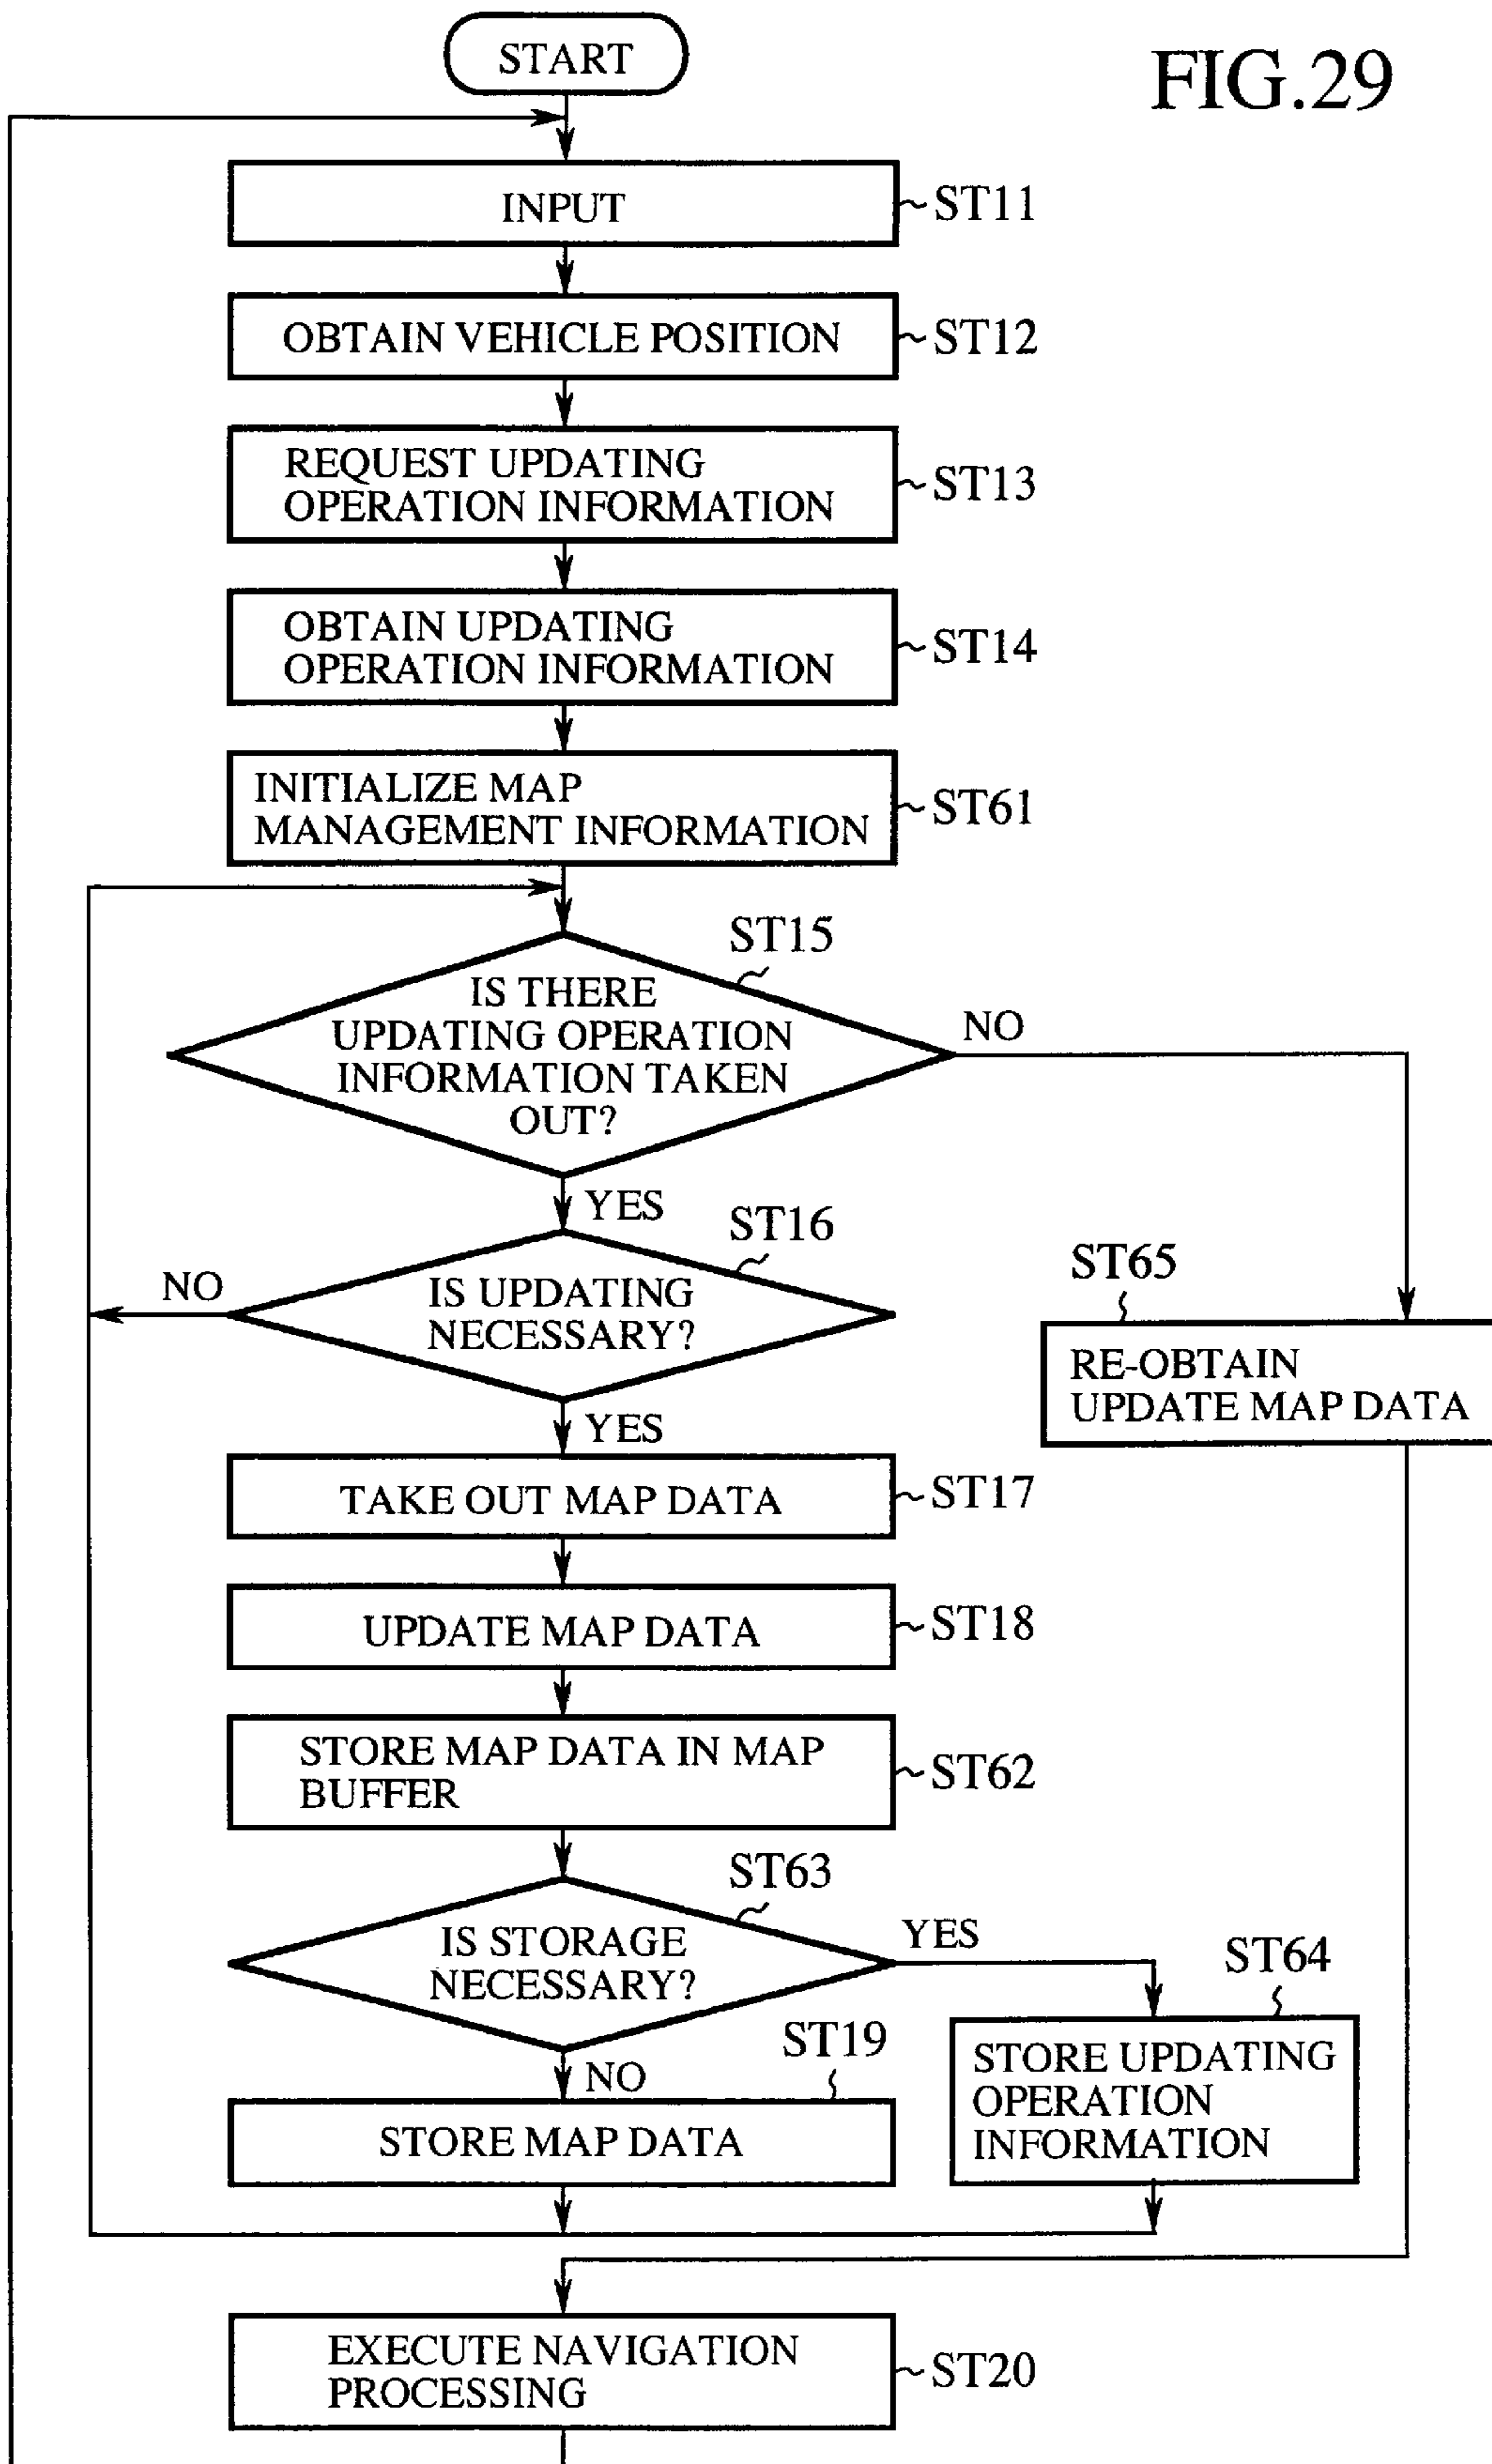 START
FIG.29
INPUT
ST11
OBTAIN VEHICLE POSITION
ST12
REQUEST UPDATING
OPERATION INFORMATION
ST13
OBTAIN UPDATING
OPERATION INFORMATION
ST14
INITIALIZE MAP
MANAGEMENT INFORMATION
ST61
ST15
IS THERE
UPDATING OPERATION
INFORMATION TAKEN
OUT?
NO
YES
ST16
NO
IS UPDATING
NECESSARY?
ST65
RE-OBTAIN
UPDATE MAP DATA
YES
TAKE OUT MAP DATA
ST17
UPDATE MAP DATA
ST18
STORE MAP DATA IN MAP
BUFFER
ST62
ST63
IS STORAGE
NECESSARY?
YES
ST64
STORE UPDATING
OPERATION
INFORMATION
NO
ST19
STORE MAP DATA
EXECUTE NAVIGATION
PROCESSING
ST20